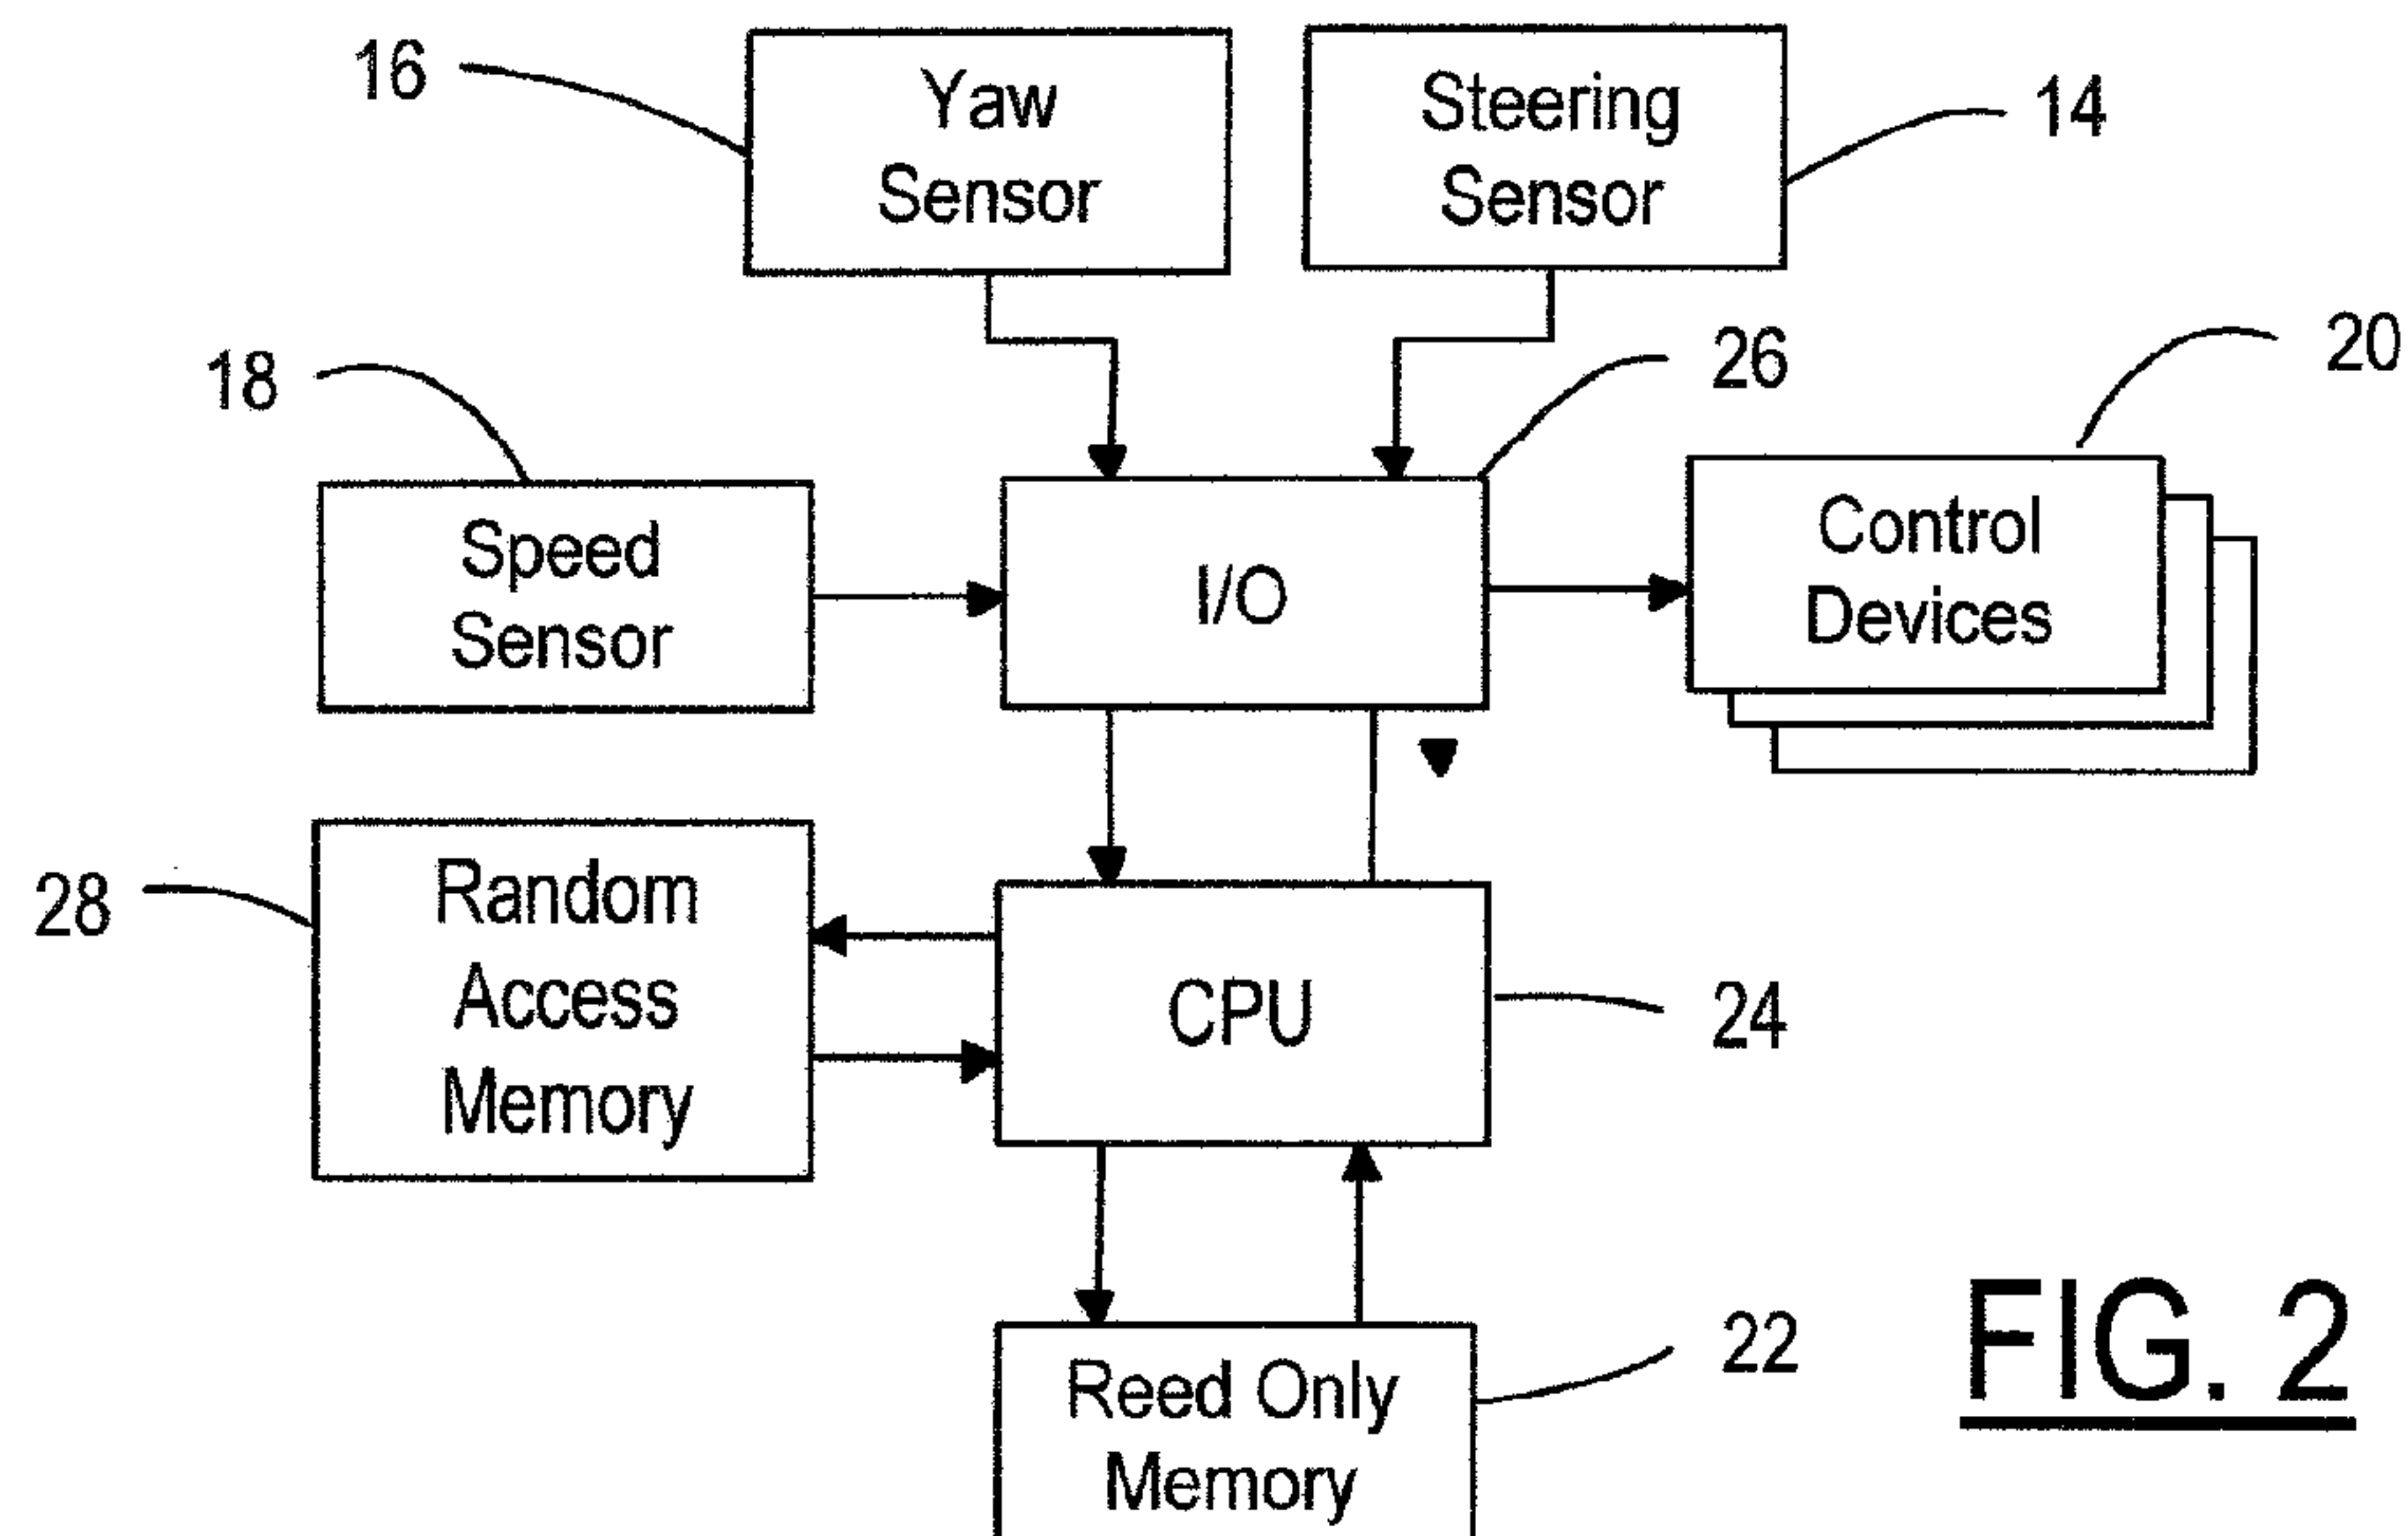 16
Yaw
Sensor
Steering
Sensor
14
18
Speed
Sensor
26
I/O
20
Control
Devices
28
Random
Access
Memory
CPU
24
Reed Only
Memory
22
FIG. 2